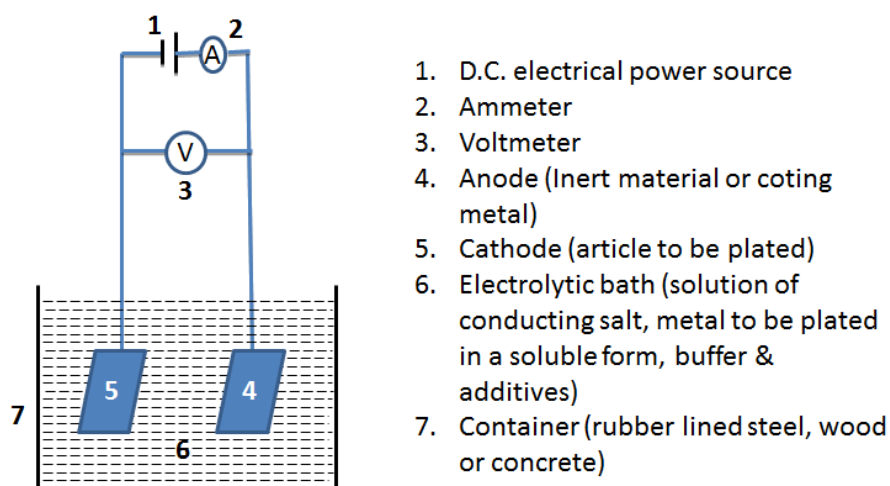 1
2
A
V
3
5
4
7
6
1. D.C. electrical power source
2. Ammeter
3. Voltmeter
4. Anode (Inert material or coting
metal)
5. Cathode (article to be plated)
6. Electrolytic bath (solution of
conducting salt, metal to be plated
in a soluble form, buffer &
additives)
7. Container (rubber lined steel, wood
or concrete)